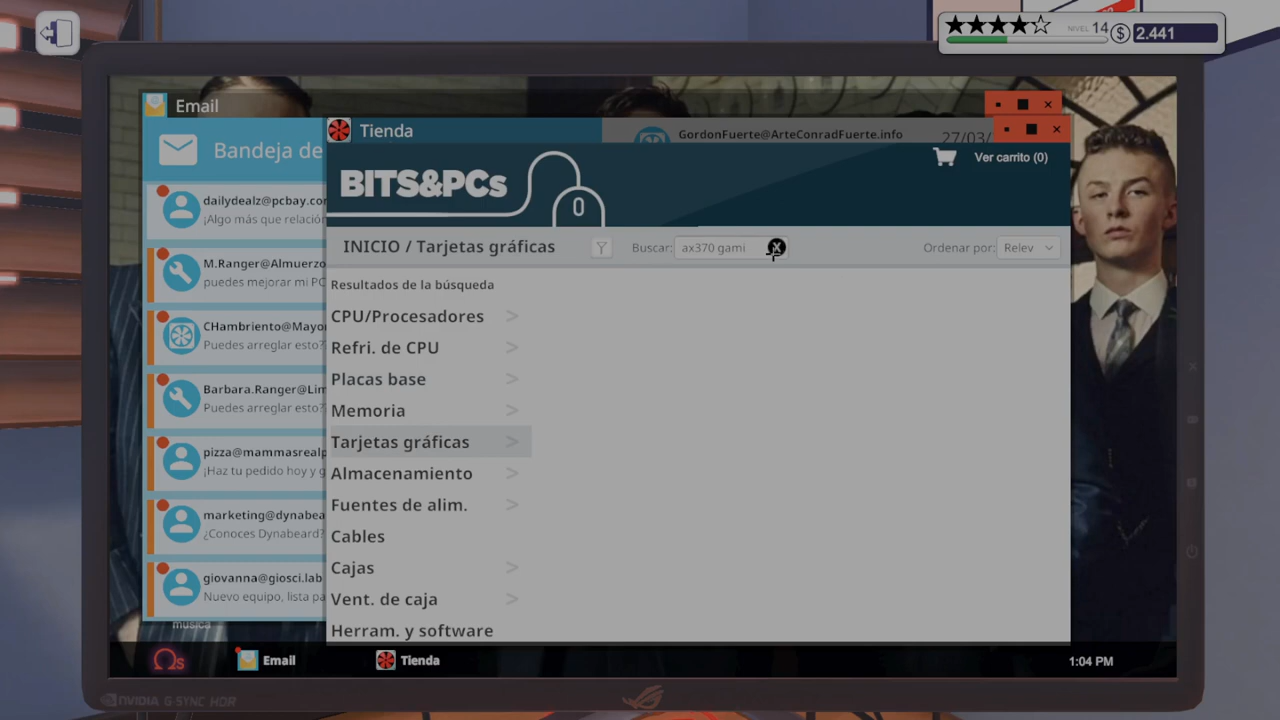 NIVEL 14
$ 2.441
Email
Bandeja de
GordonFuerte@ArteConradFuerte.info
27/03/
dailydealz@pcbay.co
¡Algo más que relació
M.Ranger@Almuerzo
puedes mejorar mi PC
CHambriento@Mayo
Puedes arreglar esto?
Barbara.Ranger@Lim
Puedes arreglar esto?
pizza@mammasrealp
¡Haz tu pedido hoy y g
marketing@dynabea
¿Conoces Dynabeard?
giovanna@giosci.lab
Nuevo equipo, lista pa
musica
Tienda
BITS&PCs
Ver carrito (0)
INICIO / Tarjetas gráficas
Buscar: ax370 gami
Ordenar por: Relev
Resultados de la búsqueda
CPU/Procesadores
Refri. de CPU
Placas base
Memoria
Tarjetas gráficas
Almacenamiento
Fuentes de alim.
Cables
Cajas
Vent. de caja
Herram. y software
Ωs
Email
Tienda
1:04 PM
NVIDIA G-SYNC HDR